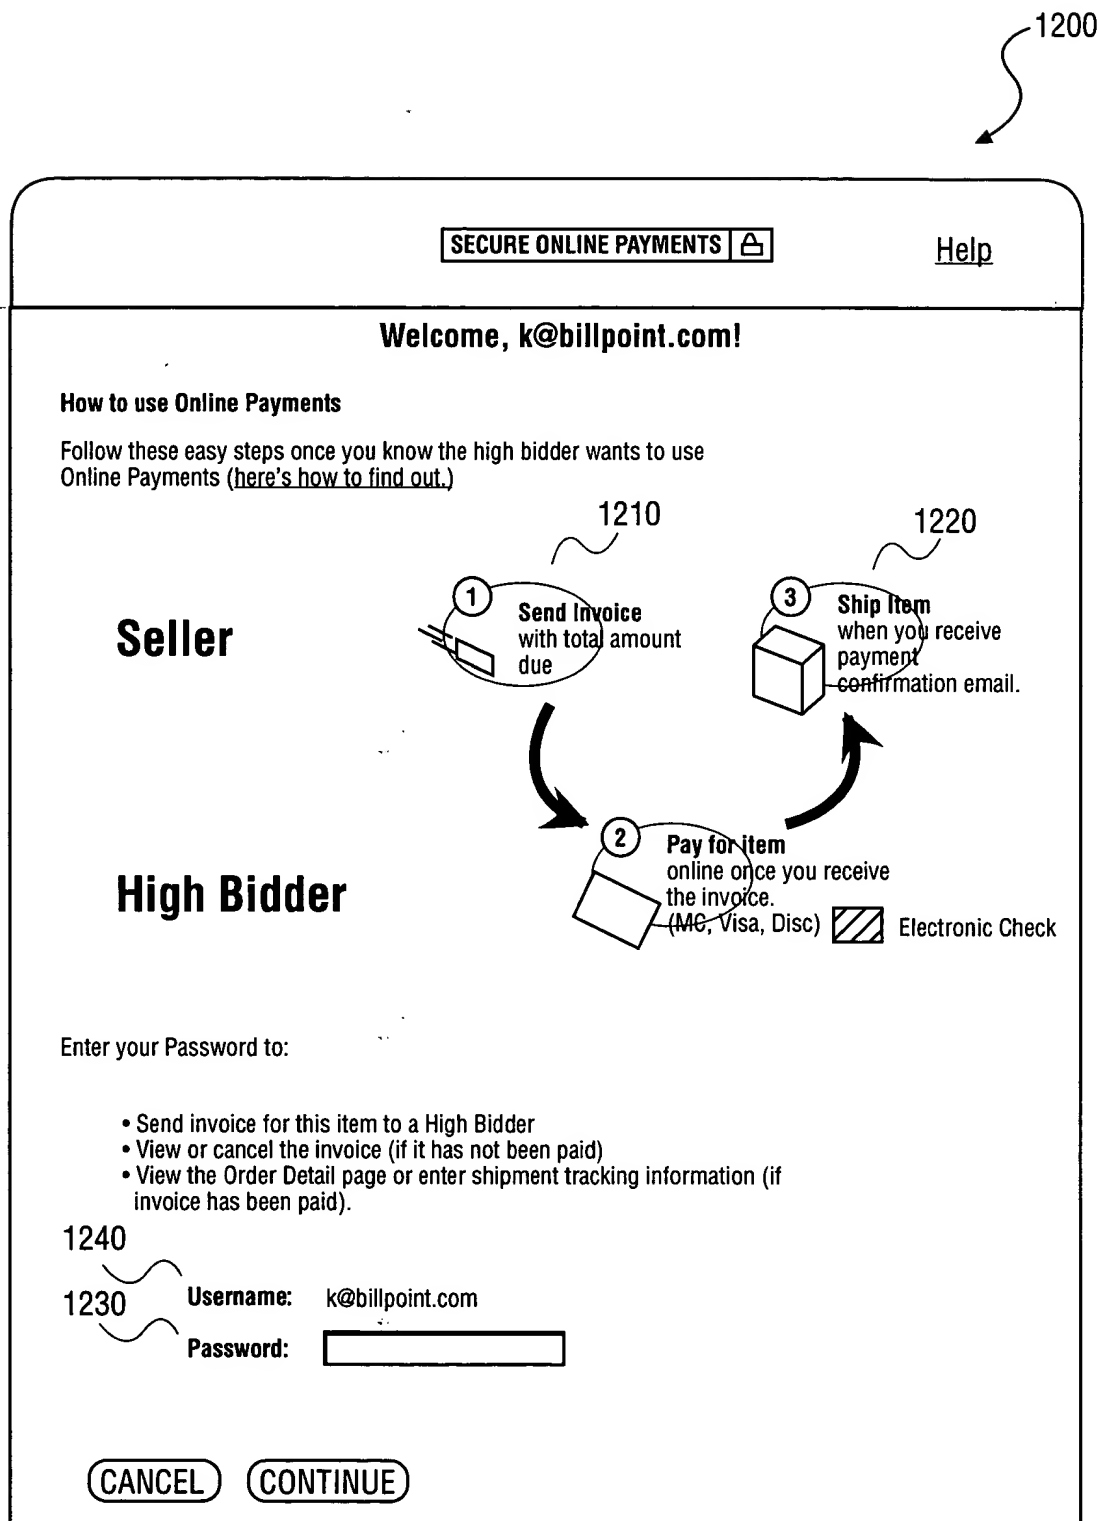 1200
SECURE ONLINE PAYMENTS
Help
Welcome, k@billpoint.com!
How to use Online Payments
Follow these easy steps once you know the high bidder wants to use
Online Payments (here's how to find out.)
1210
1220
Seller
1
Send Invoice
with total amount
due
3
Ship Item
when you receive
payment
confirmation email.
High Bidder
2
Pay for item
online once you receive
the invoice.
(MC, Visa, Disc)
Electronic Check
Enter your Password to:
• Send invoice for this item to a High Bidder
• View or cancel the invoice (if it has not been paid)
• View the Order Detail page or enter shipment tracking information (if
invoice has been paid).
1240
Username: k@billpoint.com
1230
Password:
CANCEL CONTINUE